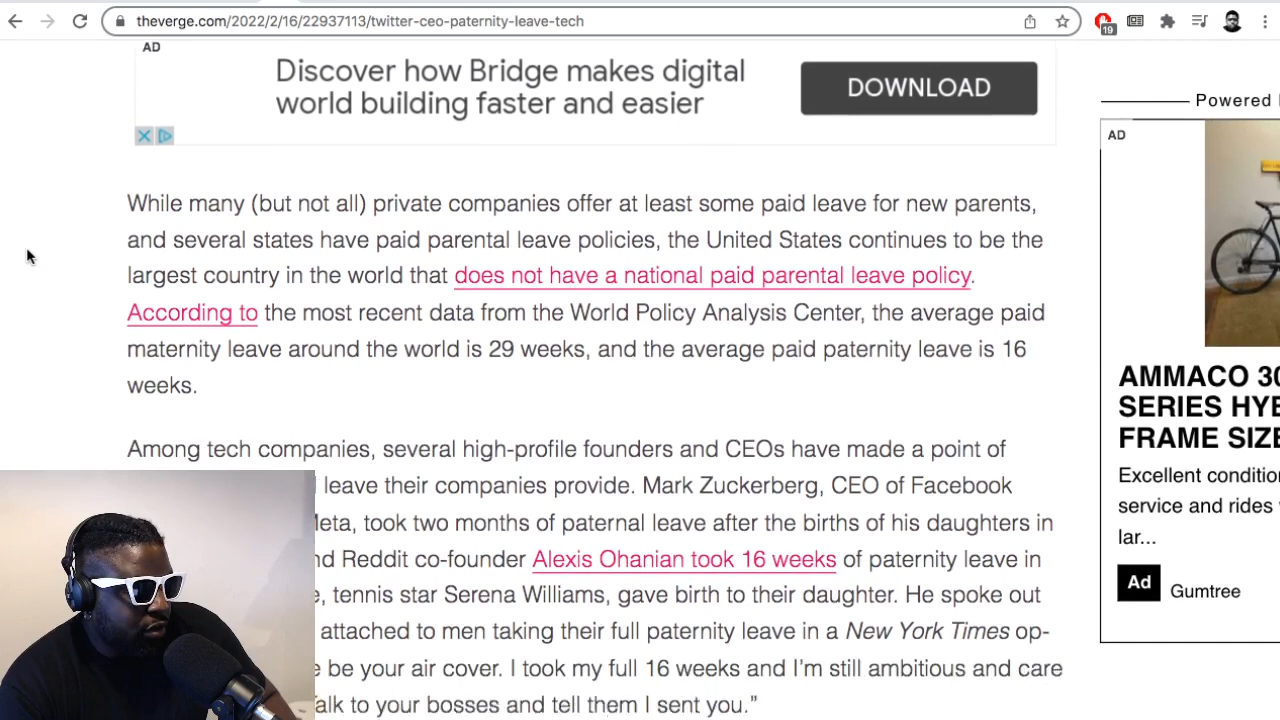 theverge.com/2022/2/16/22937113/twitter-ceo-paternity-leave-tech
19
AD
Discover how Bridge makes digital
world building faster and easier
DOWNLOAD
Powered
AD
While many (but not all) private companies offer at least some paid leave for new parents,
and several states have paid parental leave policies, the United States continues to be the
largest country in the world that does not have a national paid parental leave policy.
According to the most recent data from the World Policy Analysis Center, the average paid
maternity leave around the world is 29 weeks, and the average paid paternity leave is 16
weeks.
Among tech companies, several high-profile founders and CEOs have made a point of
leave their companies provide. Mark Zuckerberg, CEO of Facebook
Meta, took two months of paternal leave after the births of his daughters in
nd Reddit co-founder Alexis Ohanian took 16 weeks of paternity leave in
e, tennis star Serena Williams, gave birth to their daughter. He spoke out
attached to men taking their full paternity leave in a New York Times op-
e be your air cover. I took my full 16 weeks and I'm still ambitious and care
alk to your bosses and tell them I sent you."
AMMACO 30
SERIES HYB
FRAME SIZE
Excellent condition
service and rides
lar...
Ad Gumtree